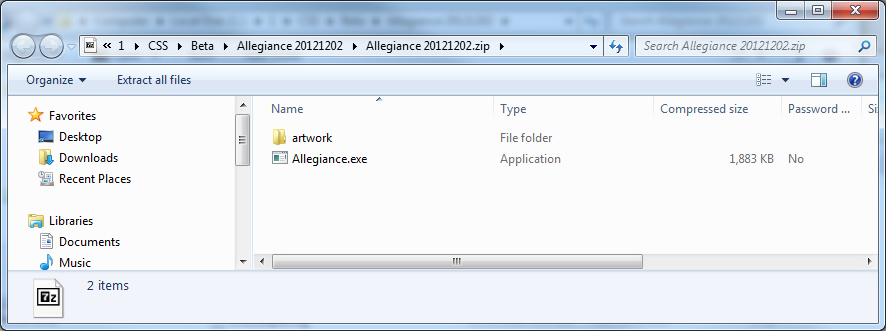 « 1 ▸ CSS ▸ Beta ▸ Allegiance 20121202 ▸ Allegiance 20121202.zip ▸
Search Allegiance 20121202.zip
Organize Extract all files
Name Type Compressed size Password ... Si
Favorites
Desktop
Downloads
Recent Places
Libraries
Documents
Music
artwork File folder
Allegiance.exe Application 1,883 KB No
7z
2 items